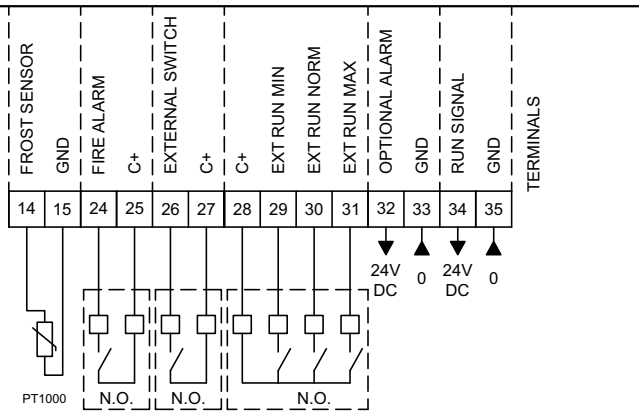 FROST SENSOR
GND
FIRE ALARM
C+
EXTERNAL SWITCH
C+
C+
EXT RUN MIN
EXT RUN NORM
EXT RUN MAX
OPTIONAL ALARM
GND
RUN SIGNAL
GND
TERMINALS
14 15 24 25 26 27 28 29 30 31 32 33 34 35
24V
DC
0
24V
DC
0
PT1000
N.O.
N.O.
N.O.